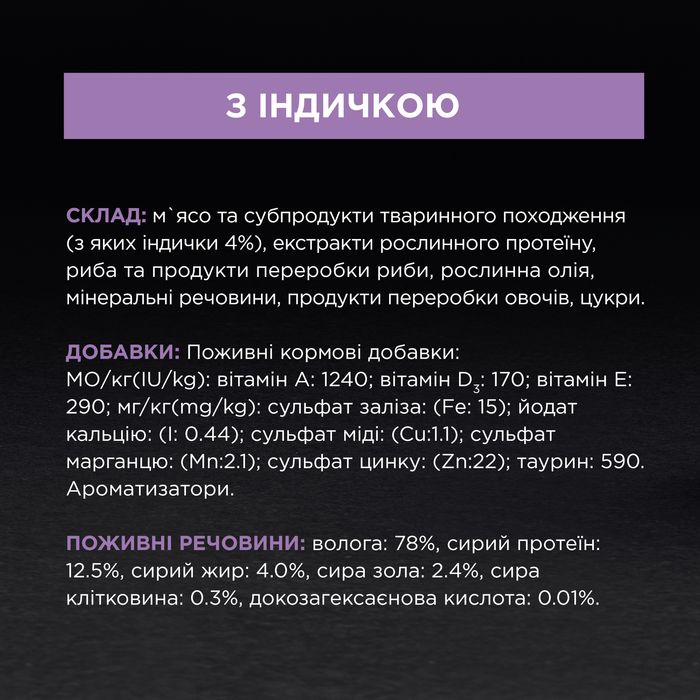 З ІНДИЧКОЮ
СКЛАД: м`ясо та субпродукти тваринного походження
(з яких індички 4%), екстракти рослинного протеїну,
риба та продукти переробки риби, рослинна олія,
мінеральні речовини, продукти переробки овочів, цукри.
ДОБАВКИ: Поживні кормові добавки:
МО/кг(IU/kg): вітамін А: 1240; вітамін D₃: 170; вітамін Е:
290; мг/кг(mg/kg): сульфат заліза: (Fe: 15); йодат
кальцію: (I: 0.44); сульфат міді: (Cu:1.1); сульфат
марганцю: (Mn:2.1); сульфат цинку: (Zn:22); таурин: 590.
Ароматизатори.
ПОЖИВНІ РЕЧОВИНИ: волога: 78%, сирий протеїн:
12.5%, сирий жир: 4.0%, сира зола: 2.4%, сира
клітковина: 0.3%, докозагексаєнова кислота: 0.01%.